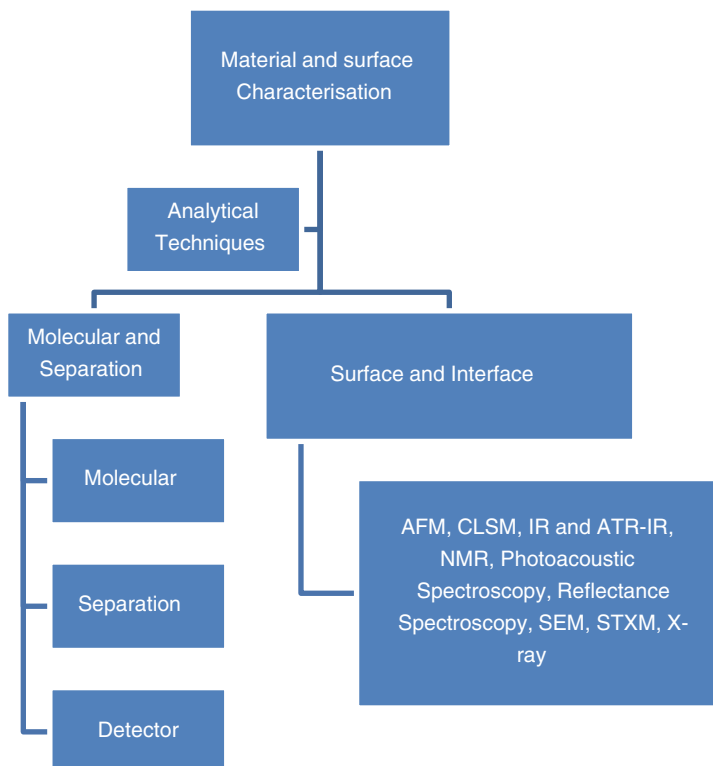 Material and surface
Characterisation
Analytical
Techniques
Molecular and
Separation
Surface and Interface
Molecular
Separation
Detector
AFM, CLSM, IR and ATR-IR,
NMR, Photoacoustic
Spectroscopy, Reflectance
Spectroscopy, SEM, STXM, X-
ray